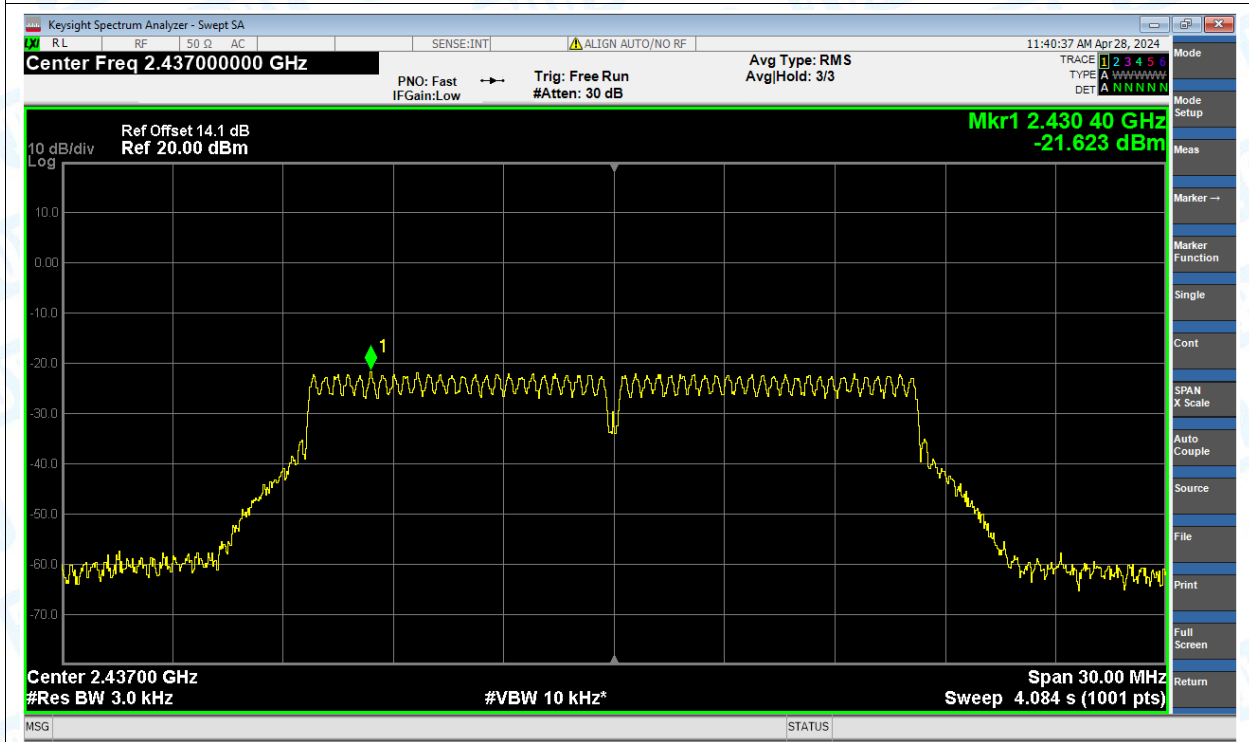 Keysight Spectrum Analyzer - Swept SA
LXI RL RF 50 Ω AC SENSE:INT ALIGN AUTO/NO RF 11:40:37 AM Apr 28, 2024
Center Freq 2.437000000 GHz
PNO: Fast
IFGain:Low
Trig: Free Run
#Atten: 30 dB
Avg Type: RMS
Avg|Hold: 3/3
TRACE 1 2 3 4 5 6
TYPE A WWWWW
DET A N N N N N
Ref Offset 14.1 dB
10 dB/div Ref 20.00 dBm
Log
Mkr1 2.430 40 GHz
-21.623 dBm
1
10.0
0.00
-10.0
-20.0
-30.0
-40.0
-50.0
-60.0
-70.0
Center 2.43700 GHz Span 30.00 MHz
#Res BW 3.0 kHz #VBW 10 kHz* Sweep 4.084 s (1001 pts)
MSG STATUS
Mode
Mode
Setup
Meas
Marker →
Marker
Function
Single
Cont
SPAN
X Scale
Auto
Couple
Source
File
Print
Full
Screen
Return